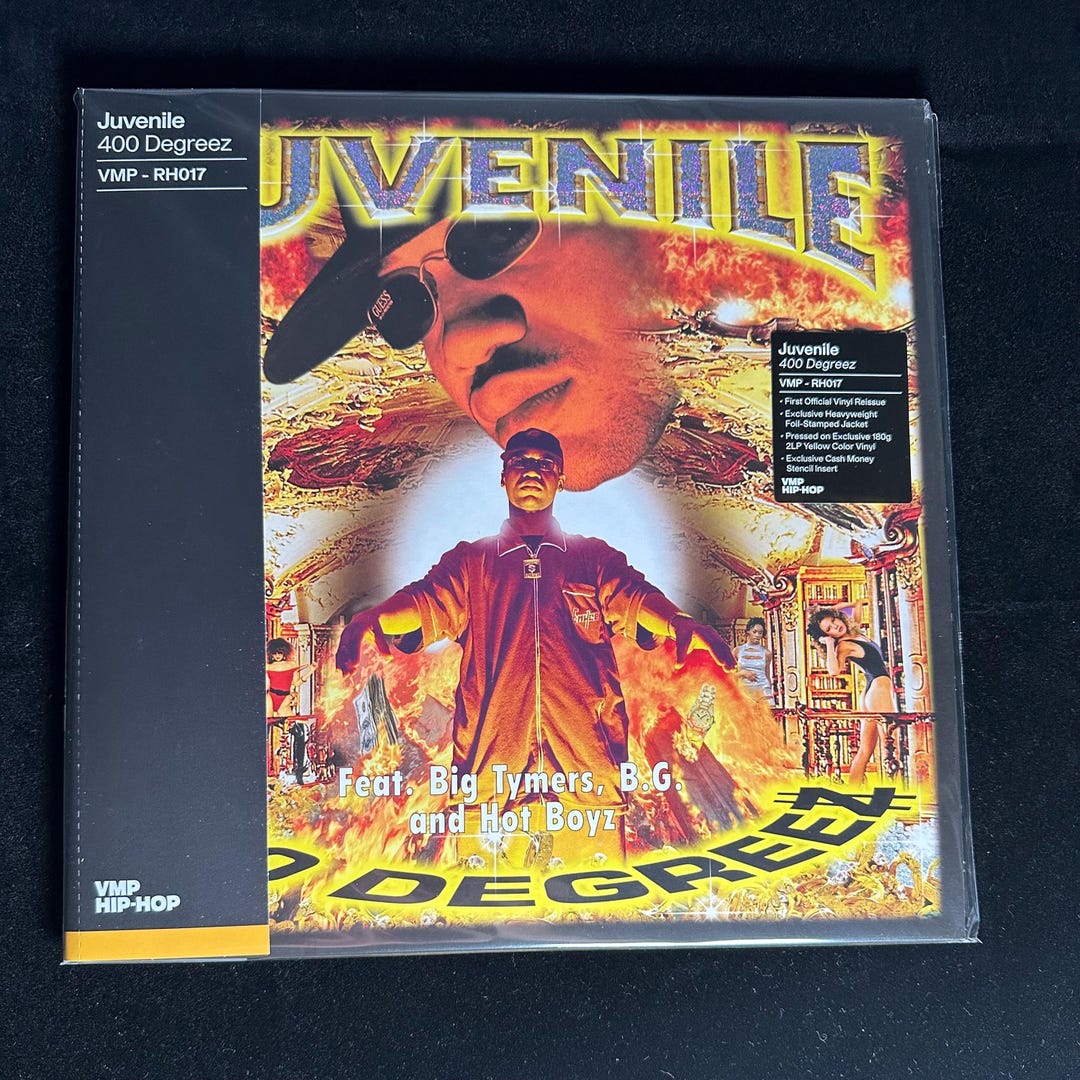 Juvenile
400 Degreez
VMP - RH017
UVENILE
GUESS
Juvenile
400 Degreez
VMP - RH017
• First Official Vinyl Reissue
• Exclusive Heavyweight
Foil-Stamped Jacket
• Pressed on Exclusive 180g
2LP Yellow Color Vinyl
• Exclusive Cash Money
Stencil Insert
VMP
HIP-HOP
Feat. Big Tymers, B.G.
and Hot Boyz
0 DEGREEZ
VMP
HIP-HOP